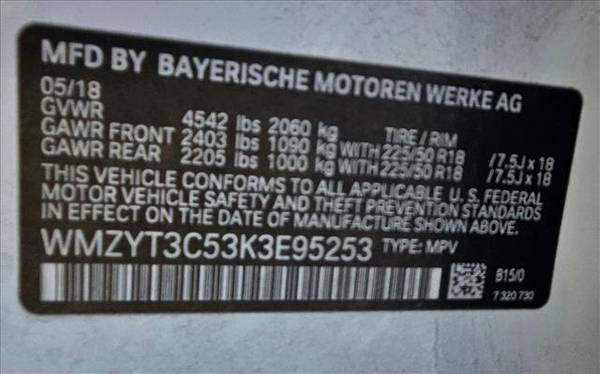 MFD BY BAYERISCHE MOTOREN WERKE AG
05/18
GVWR 4542 lbs 2060 kg TIRE / RIM
GAWR FRONT 2403 lbs 1090 kg WITH 225/50 R18 /7.5J x 18
GAWR REAR 2205 lbs 1000 kg WITH 225/50 R18 /7.5J x 18
THIS VEHICLE CONFORMS TO ALL APPLICABLE U. S. FEDERAL
MOTOR VEHICLE SAFETY AND THEFT PREVENTION STANDARDS
IN EFFECT ON THE DATE OF MANUFACTURE SHOWN ABOVE.
WMZYT3C53K3E95253 TYPE: MPV
B15/0
7 320 730